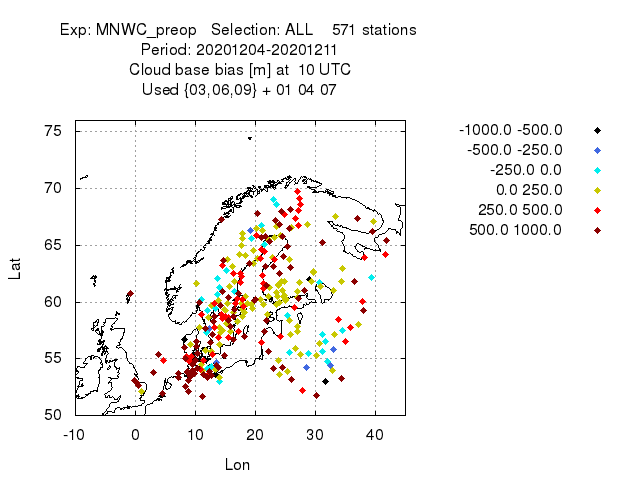 Exp: MNWC_preop   Selection: ALL    571 stations
Period: 20201204-20201211
Cloud base bias [m] at  10 UTC
Used {03,06,09} + 01 04 07
-1000.0 -500.0
-500.0 -250.0
-250.0 0.0
0.0 250.0
250.0 500.0
500.0 1000.0
75
70
65
60
55
50
Lat
-10 0 10 20 30 40
Lon